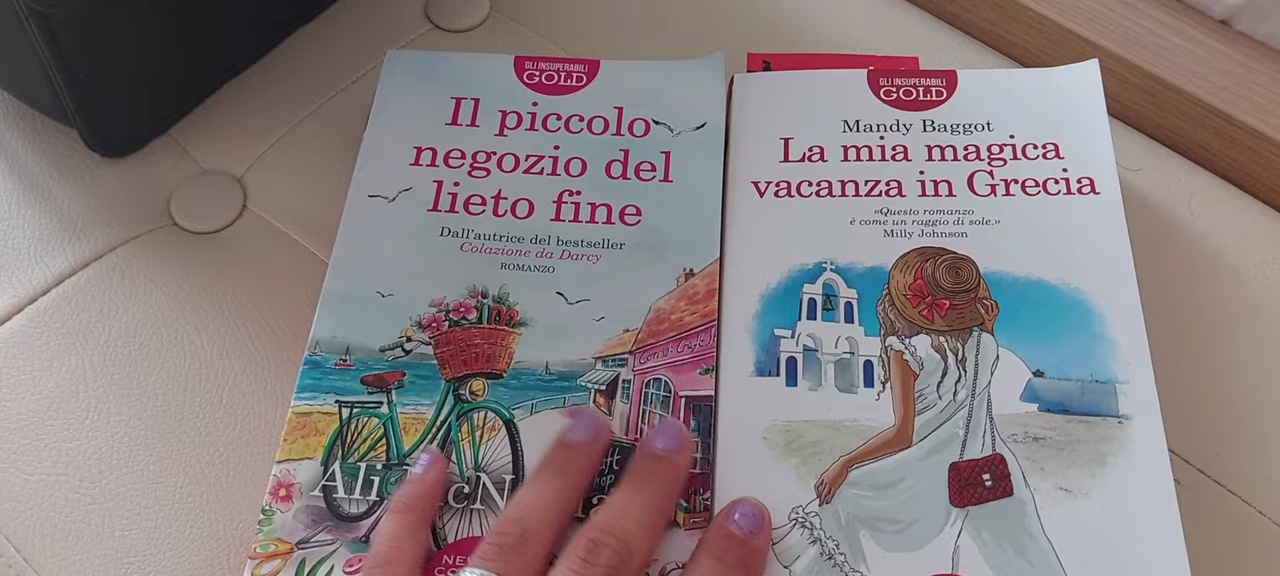 GLI INSUPERABILI
GOLD
Il piccolo
negozio del
lieto fine
Dall'autrice del bestseller
Colazione da Darcy
ROMANZO
GLI INSUPERABILI
GOLD
Mandy Baggot
La mia magica
vacanza in Grecia
«Questo romanzo
è come un raggio di sole.»
Milly Johnson